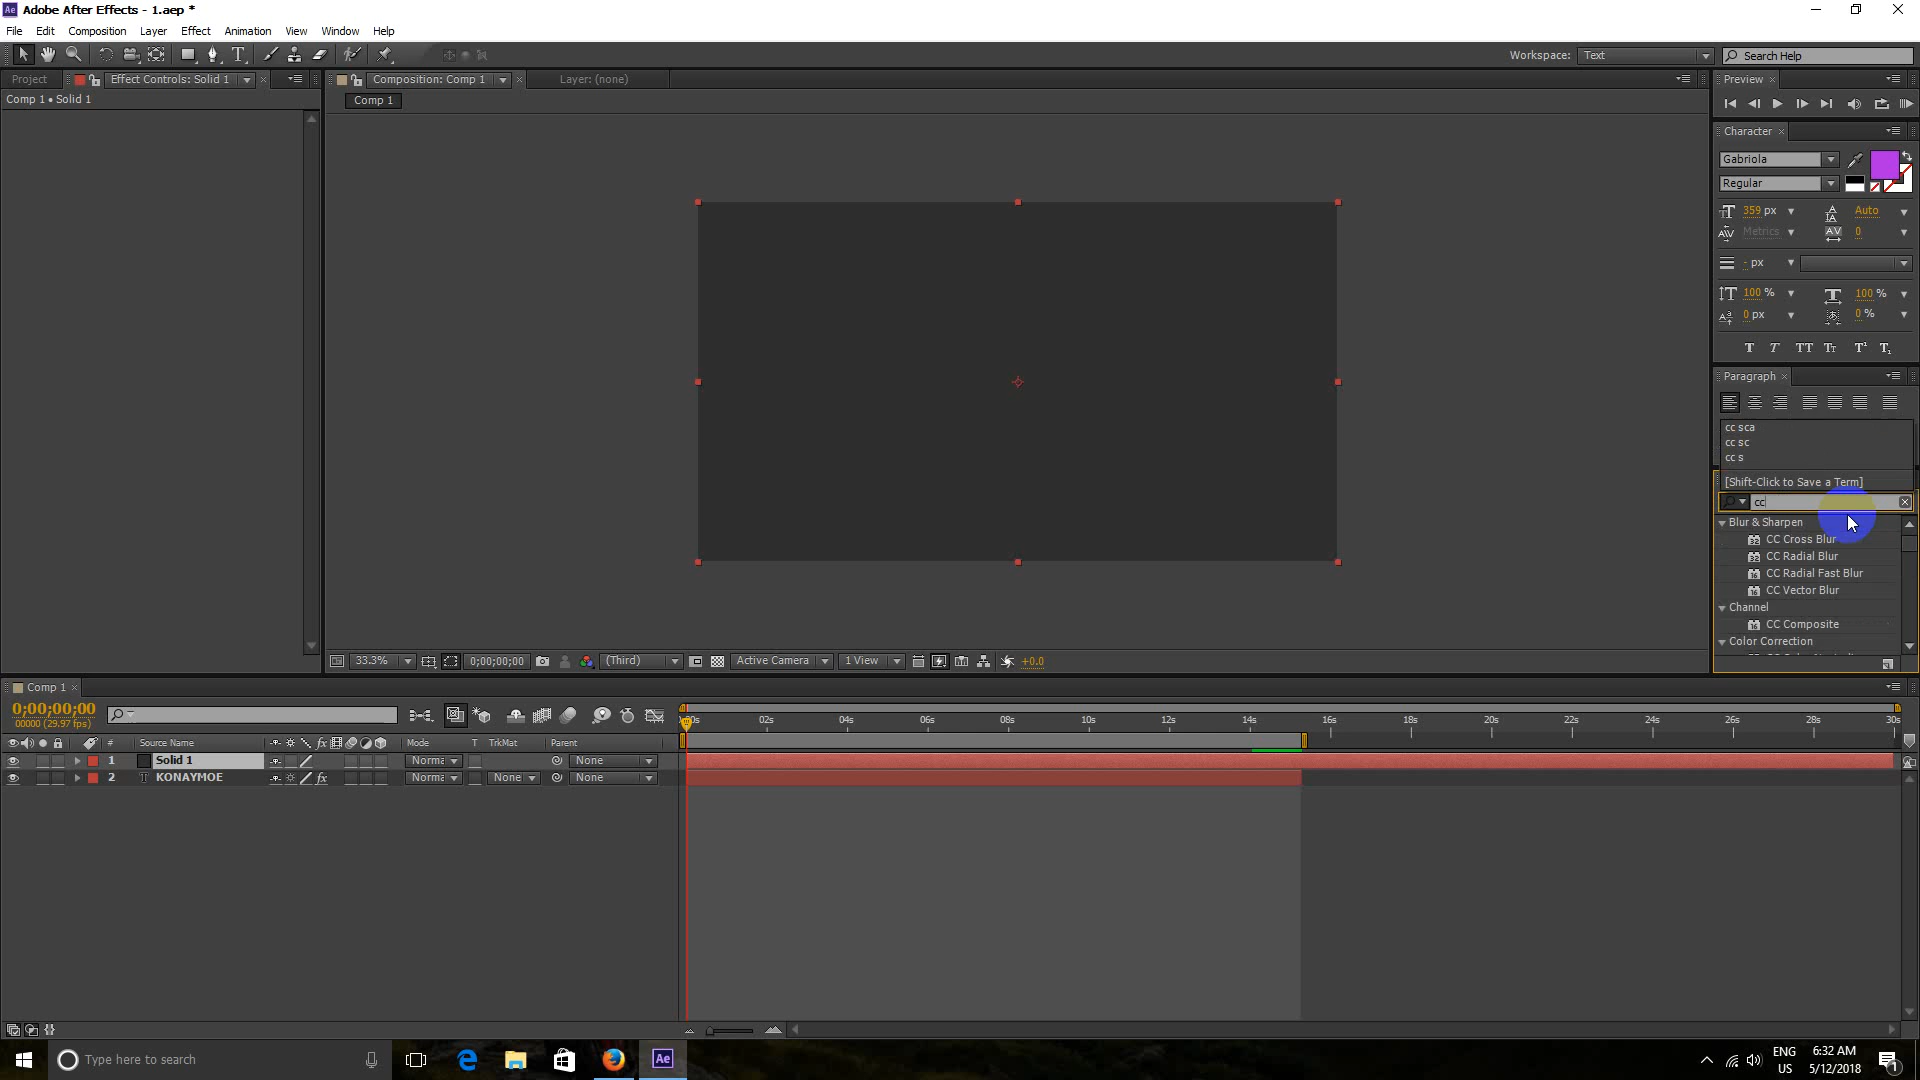 Adobe After Effects - 1.aep *
File Edit Composition Layer Effect Animation View Window Help
Workspace: Text Search Help
Project Effect Controls: Solid 1 Composition: Comp 1 Layer: (none) Preview
Comp 1 • Solid 1
Comp 1
Character
Gabriola
Regular
359 px Auto
Metrics 0
- px
100 % 100 %
0 px 0 %
Paragraph
cc sca
cc sc
cc s
[Shift-Click to Save a Term]
cc
Blur & Sharpen
CC Cross Blur
CC Radial Blur
CC Radial Fast Blur
CC Vector Blur
Channel
CC Composite
Color Correction
33.3% 0;00;00;00 (Third) Active Camera 1 View +0.0
Comp 1
0;00;00;00
00000 (29.97 fps)
02s 04s 06s 08s 10s 12s 14s 16s 18s 20s 22s 24s 26s 28s 30s
# Source Name Mode T TrkMat Parent
1 Solid 1 Norma None
2 T KONAYMOE Norma None None
Type here to search
Ae
ENG 6:32 AM
US 5/12/2018
1